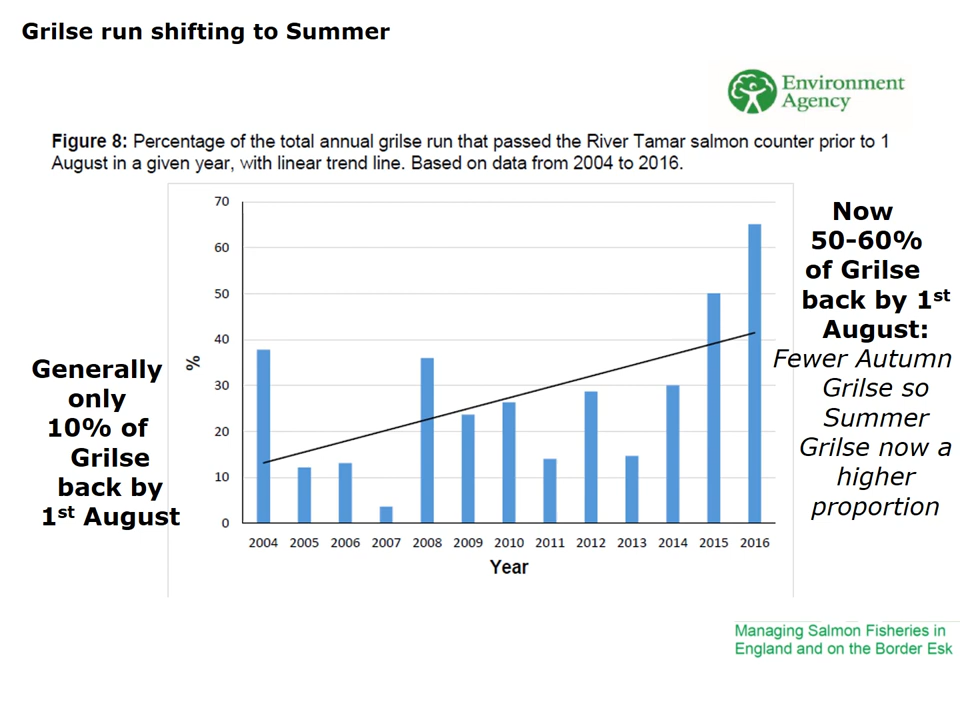 Grilse run shifting to Summer
Environment
Agency
Figure 8: Percentage of the total annual grilse run that passed the River Tamar salmon counter prior to 1
August in a given year, with linear trend line. Based on data from 2004 to 2016.
Generally
only
10% of
Grilse
back by
1st August
70
60
50
40
30
20
10
0
%
2004 2005 2006 2007 2008 2009 2010 2011 2012 2013 2014 2015 2016
Year
Now
50-60%
of Grilse
back by 1st
August:
Fewer Autumn
Grilse so
Summer
Grilse now a
higher
proportion
Managing Salmon Fisheries in
England and on the Border Esk